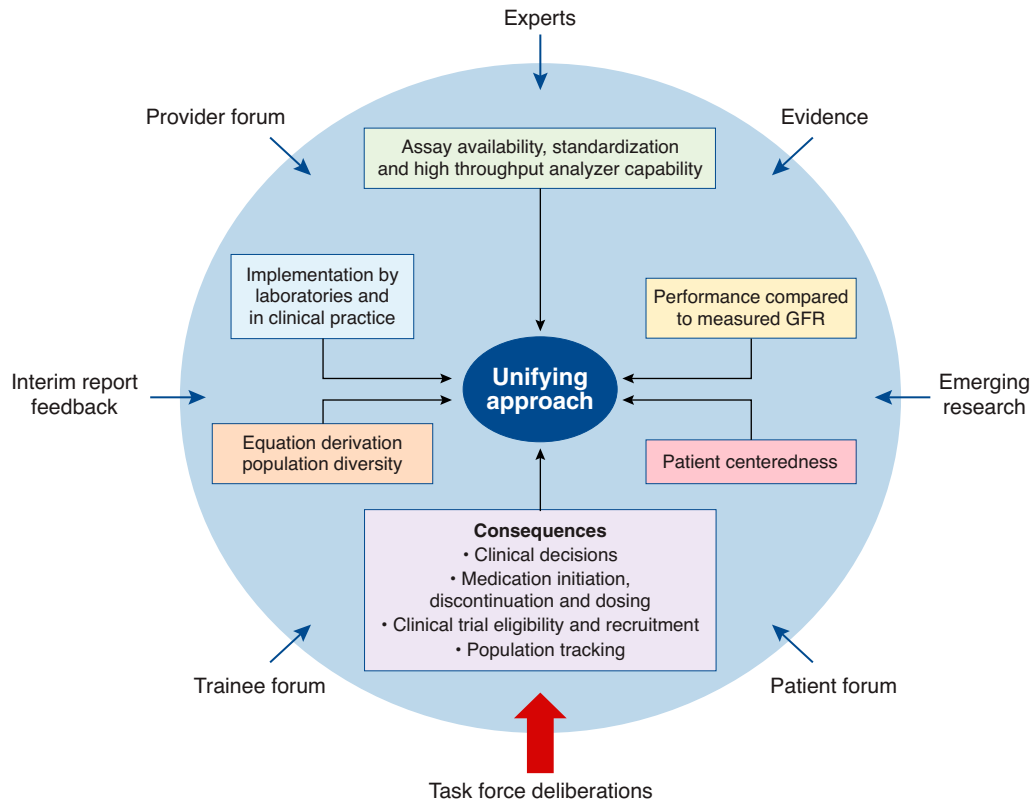 Experts
Provider forum
Evidence
Assay availability, standardization
and high throughput analyzer capability
Implementation by
laboratories and
in clinical practice
Performance compared
to measured GFR
Unifying
approach
Interim report
feedback
Emerging
research
Equation derivation
population diversity
Patient centeredness
Consequences
• Clinical decisions
• Medication initiation,
discontinuation and dosing
• Clinical trial eligibility and recruitment
• Population tracking
Trainee forum
Patient forum
Task force deliberations